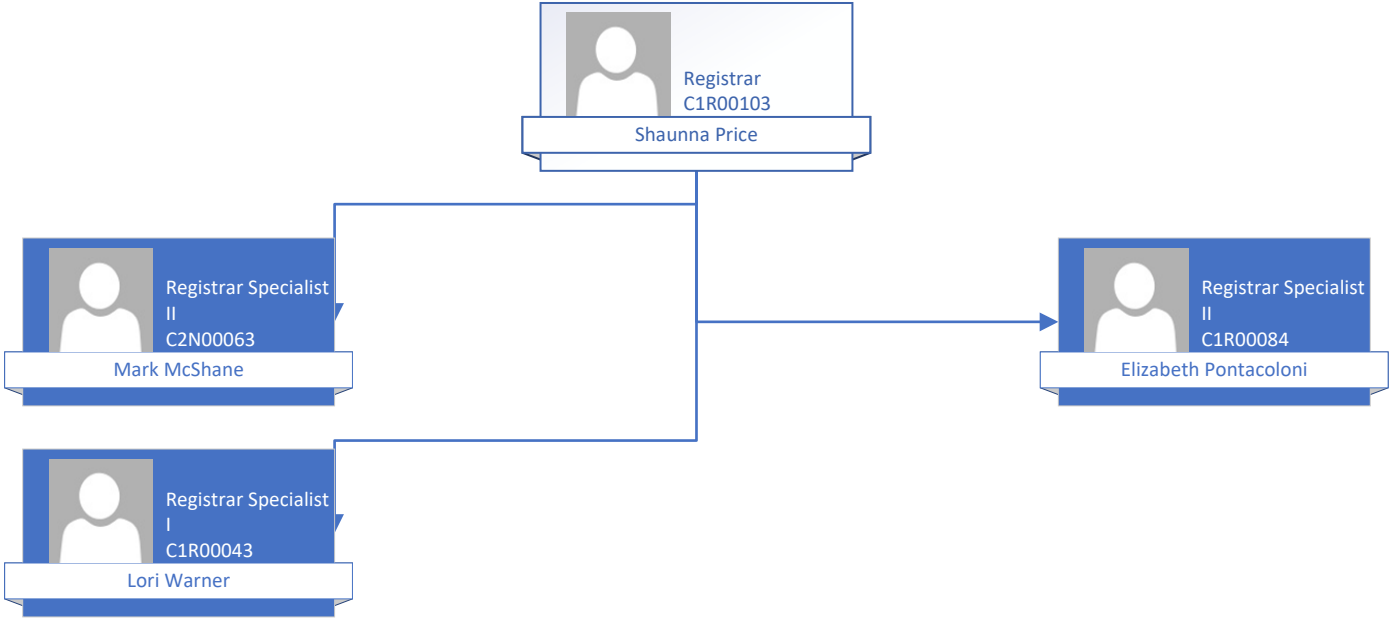 Registrar
C1R00103
Shaunna Price
Registrar Specialist
II
C2N00063
Mark McShane
Registrar Specialist
II
C1R00084
Elizabeth Pontacoloni
Registrar Specialist
I
C1R00043
Lori Warner